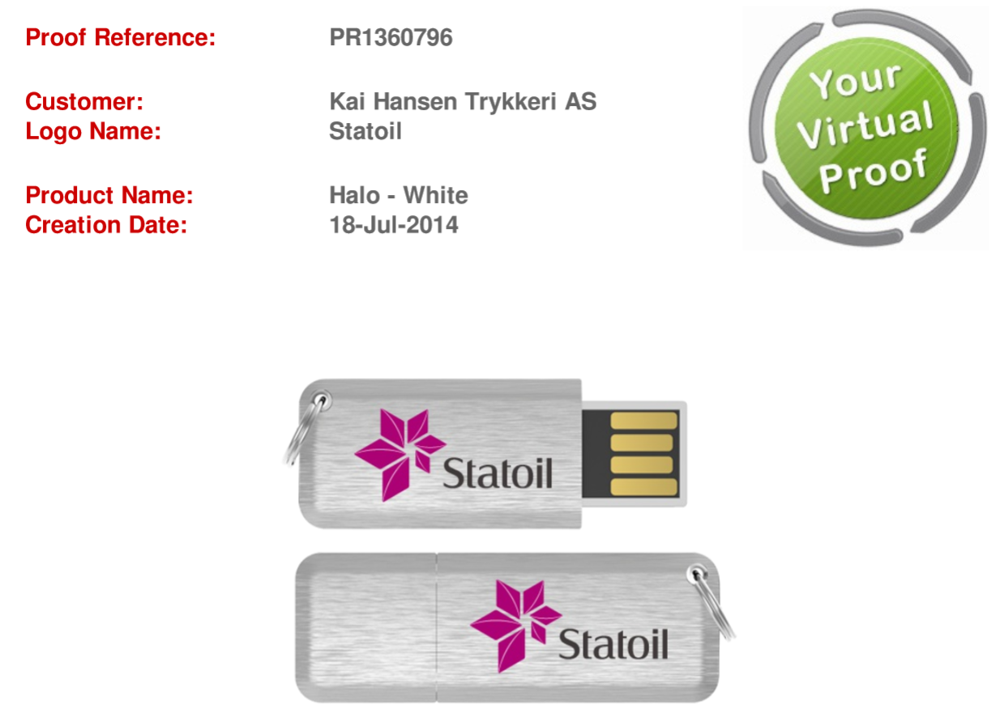 Proof Reference: PR1360796
Customer: Kai Hansen Trykkeri AS
Logo Name: Statoil
Product Name: Halo - White
Creation Date: 18-Jul-2014
Your
Virtual
Proof
Statoil
Statoil